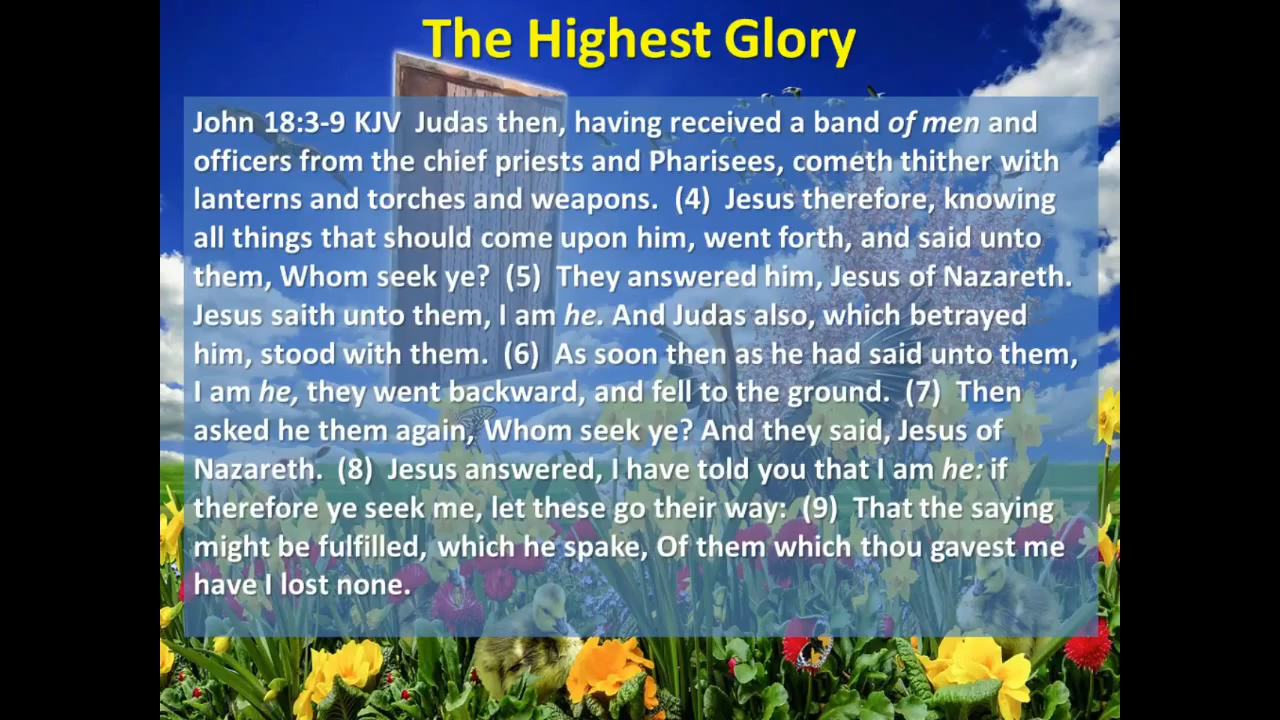 The Highest Glory
John 18:3-9 KJV  Judas then, having received a band of men and
officers from the chief priests and Pharisees, cometh thither with
lanterns and torches and weapons.  (4)  Jesus therefore, knowing
all things that should come upon him, went forth, and said unto
them, Whom seek ye?  (5)  They answered him, Jesus of Nazareth.
Jesus saith unto them, I am he. And Judas also, which betrayed
him, stood with them.  (6)  As soon then as he had said unto them,
I am he, they went backward, and fell to the ground.  (7)  Then
asked he them again, Whom seek ye? And they said, Jesus of
Nazareth.  (8)  Jesus answered, I have told you that I am he: if
therefore ye seek me, let these go their way:  (9)  That the saying
might be fulfilled, which he spake, Of them which thou gavest me
have I lost none.